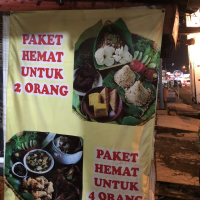 PAKET
HEMAT
UNTUK
2 ORANG
PAKET
HEMAT
UNTUK
4 ORANG